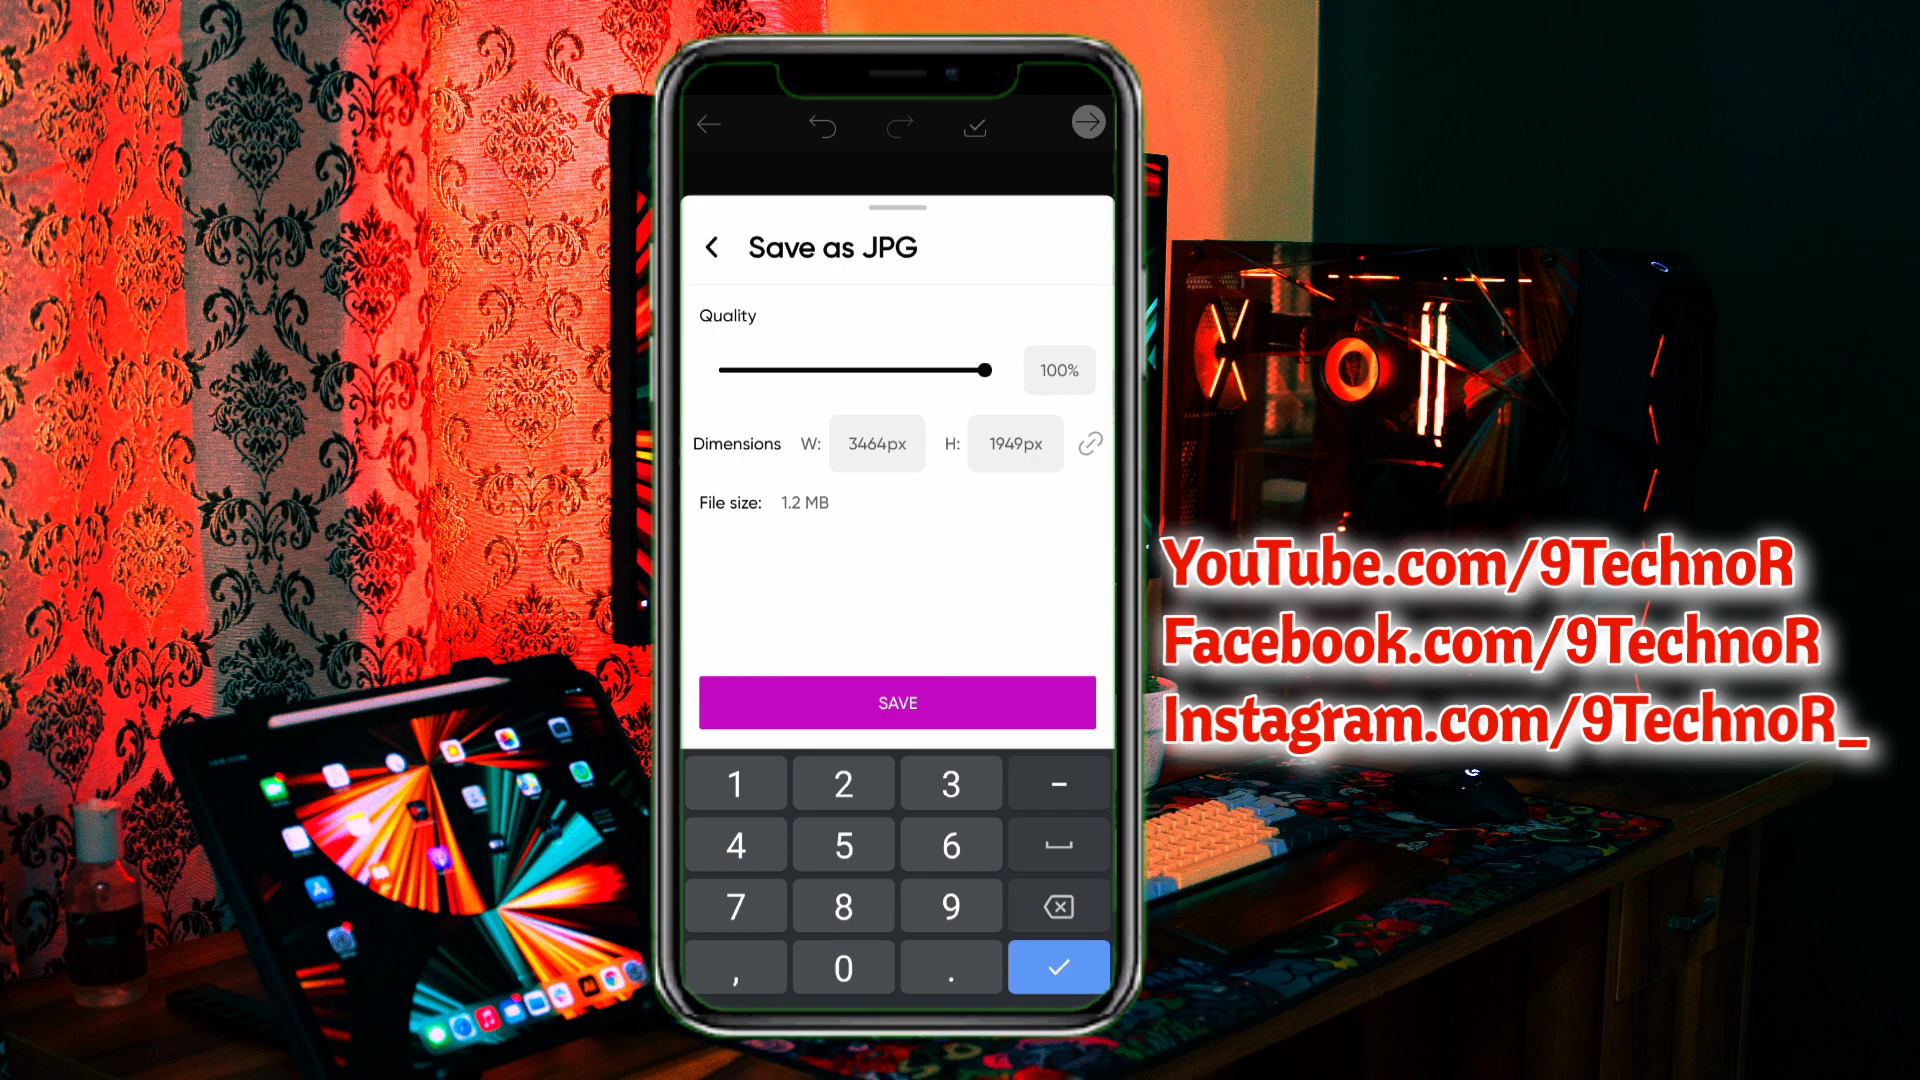 Save as JPG
Quality
100%
Dimensions W: 3464px H: 1949px
File size: 1.2 MB
SAVE
1 2 3 -
4 5 6
7 8 9
, 0 .
YouTube.com/9TechnoR
Facebook.com/9TechnoR
Instagram.com/9TechnoR_